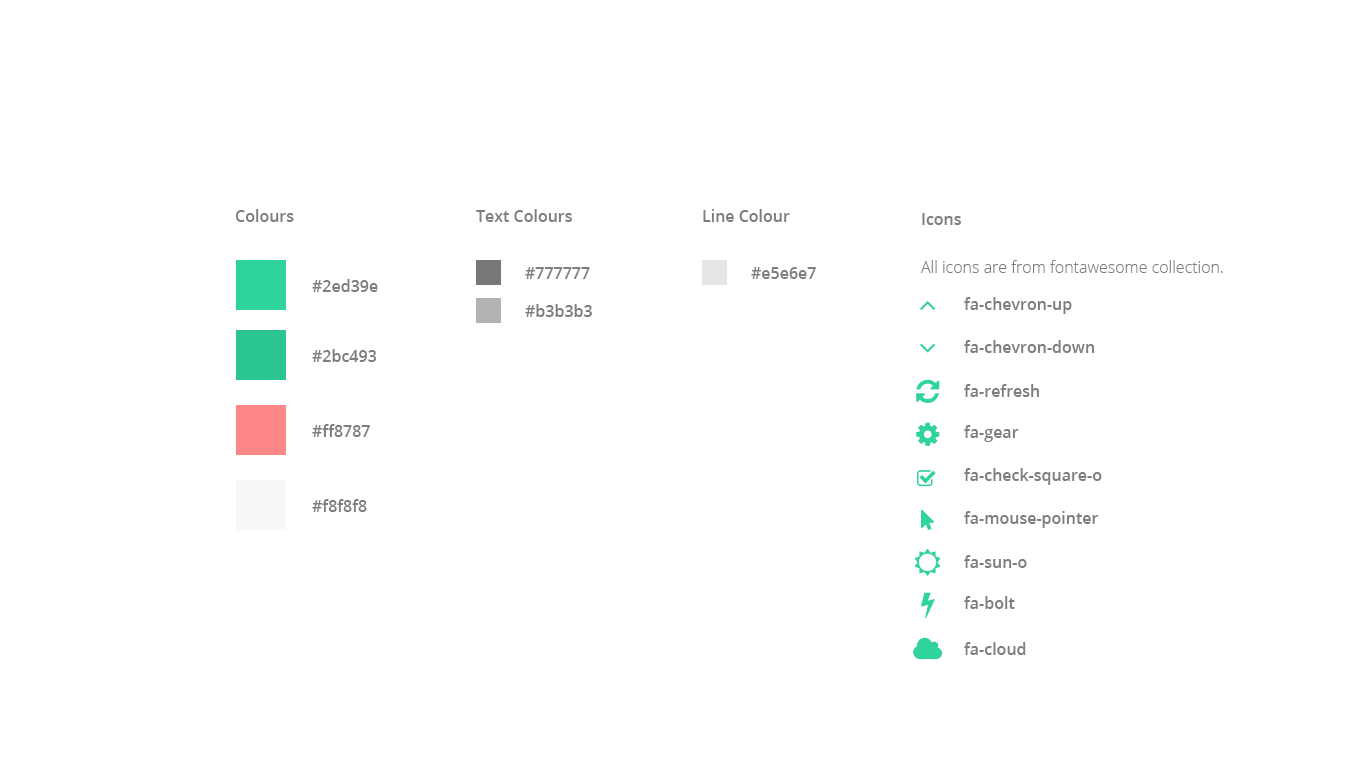 Colours
#2ed39e
#2bc493
#ff8787
#f8f8f8
Text Colours
#777777
#b3b3b3
Line Colour
#e5e6e7
Icons
All icons are from fontawesome collection.
fa-chevron-up
fa-chevron-down
fa-refresh
fa-gear
fa-check-square-o
fa-mouse-pointer
fa-sun-o
fa-bolt
fa-cloud